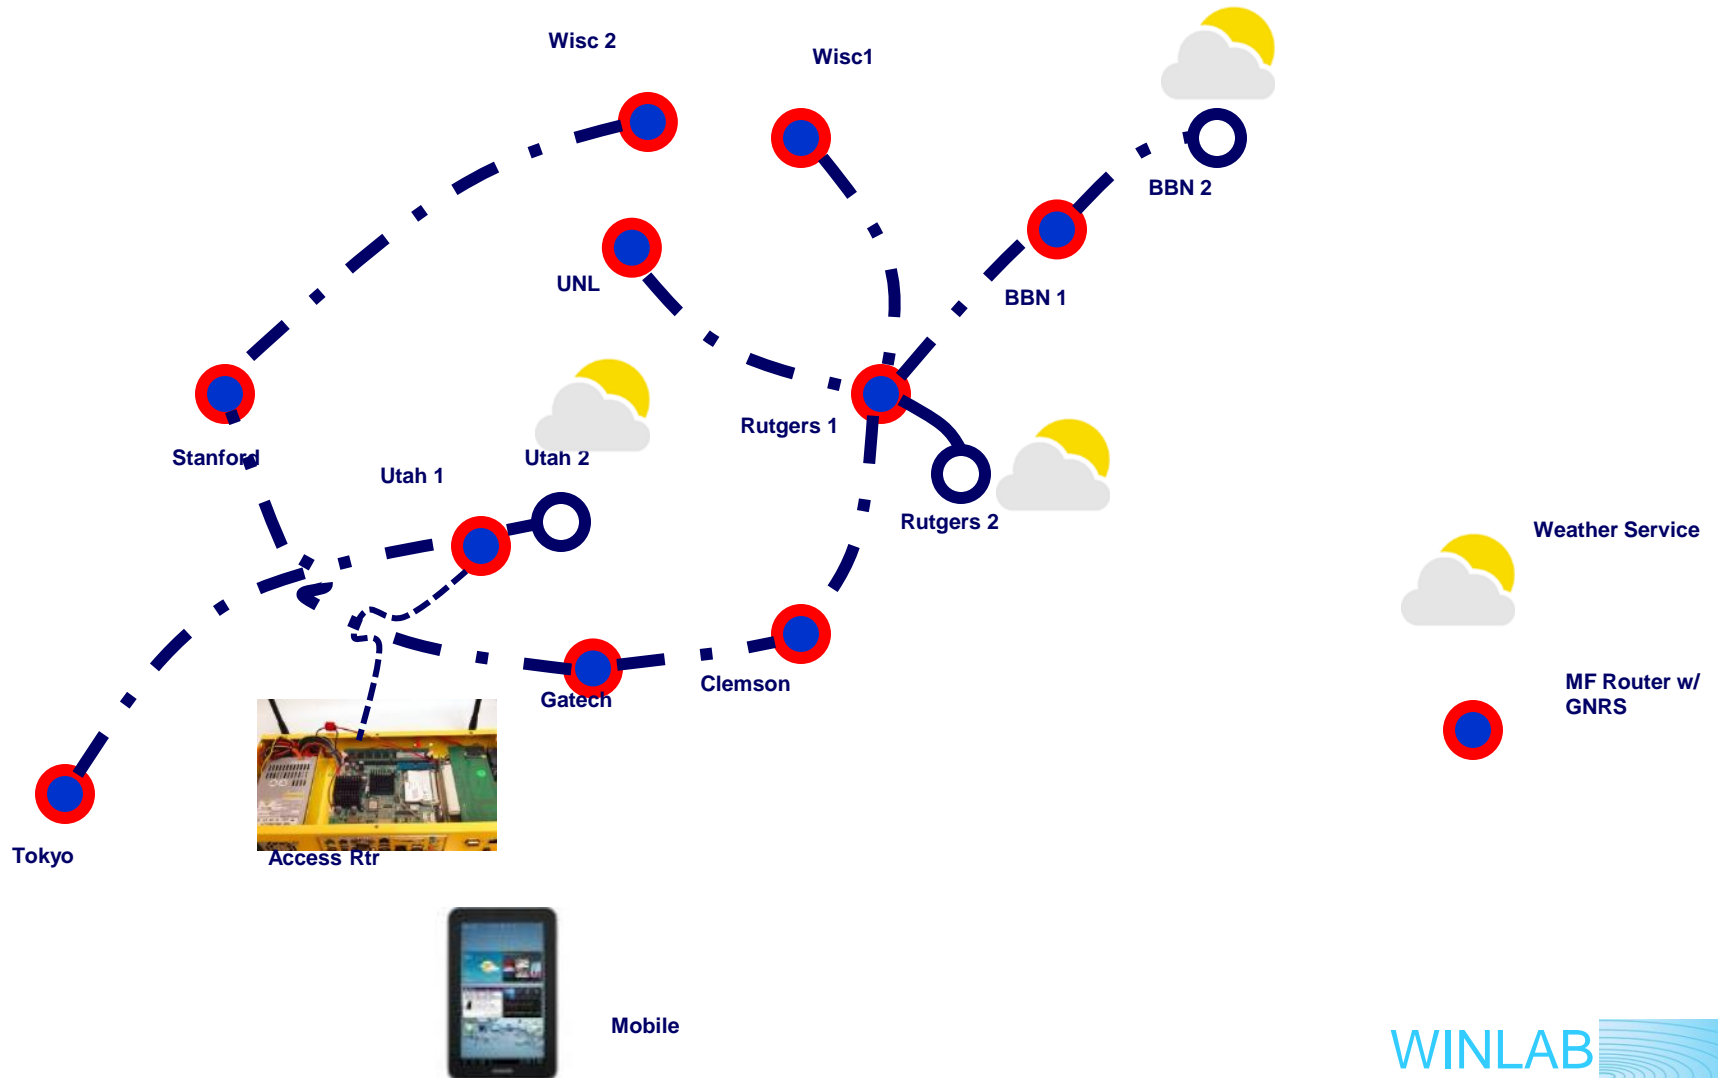 Wisc 2
Wisc1
BBN 2
UNL
BBN 1
Rutgers 1
Stanford
Utah 1
Utah 2
Rutgers 2
Weather Service
Gatech
Clemson
MF Router w/
GNRS
Tokyo
Access Rtr
Mobile
WINLAB